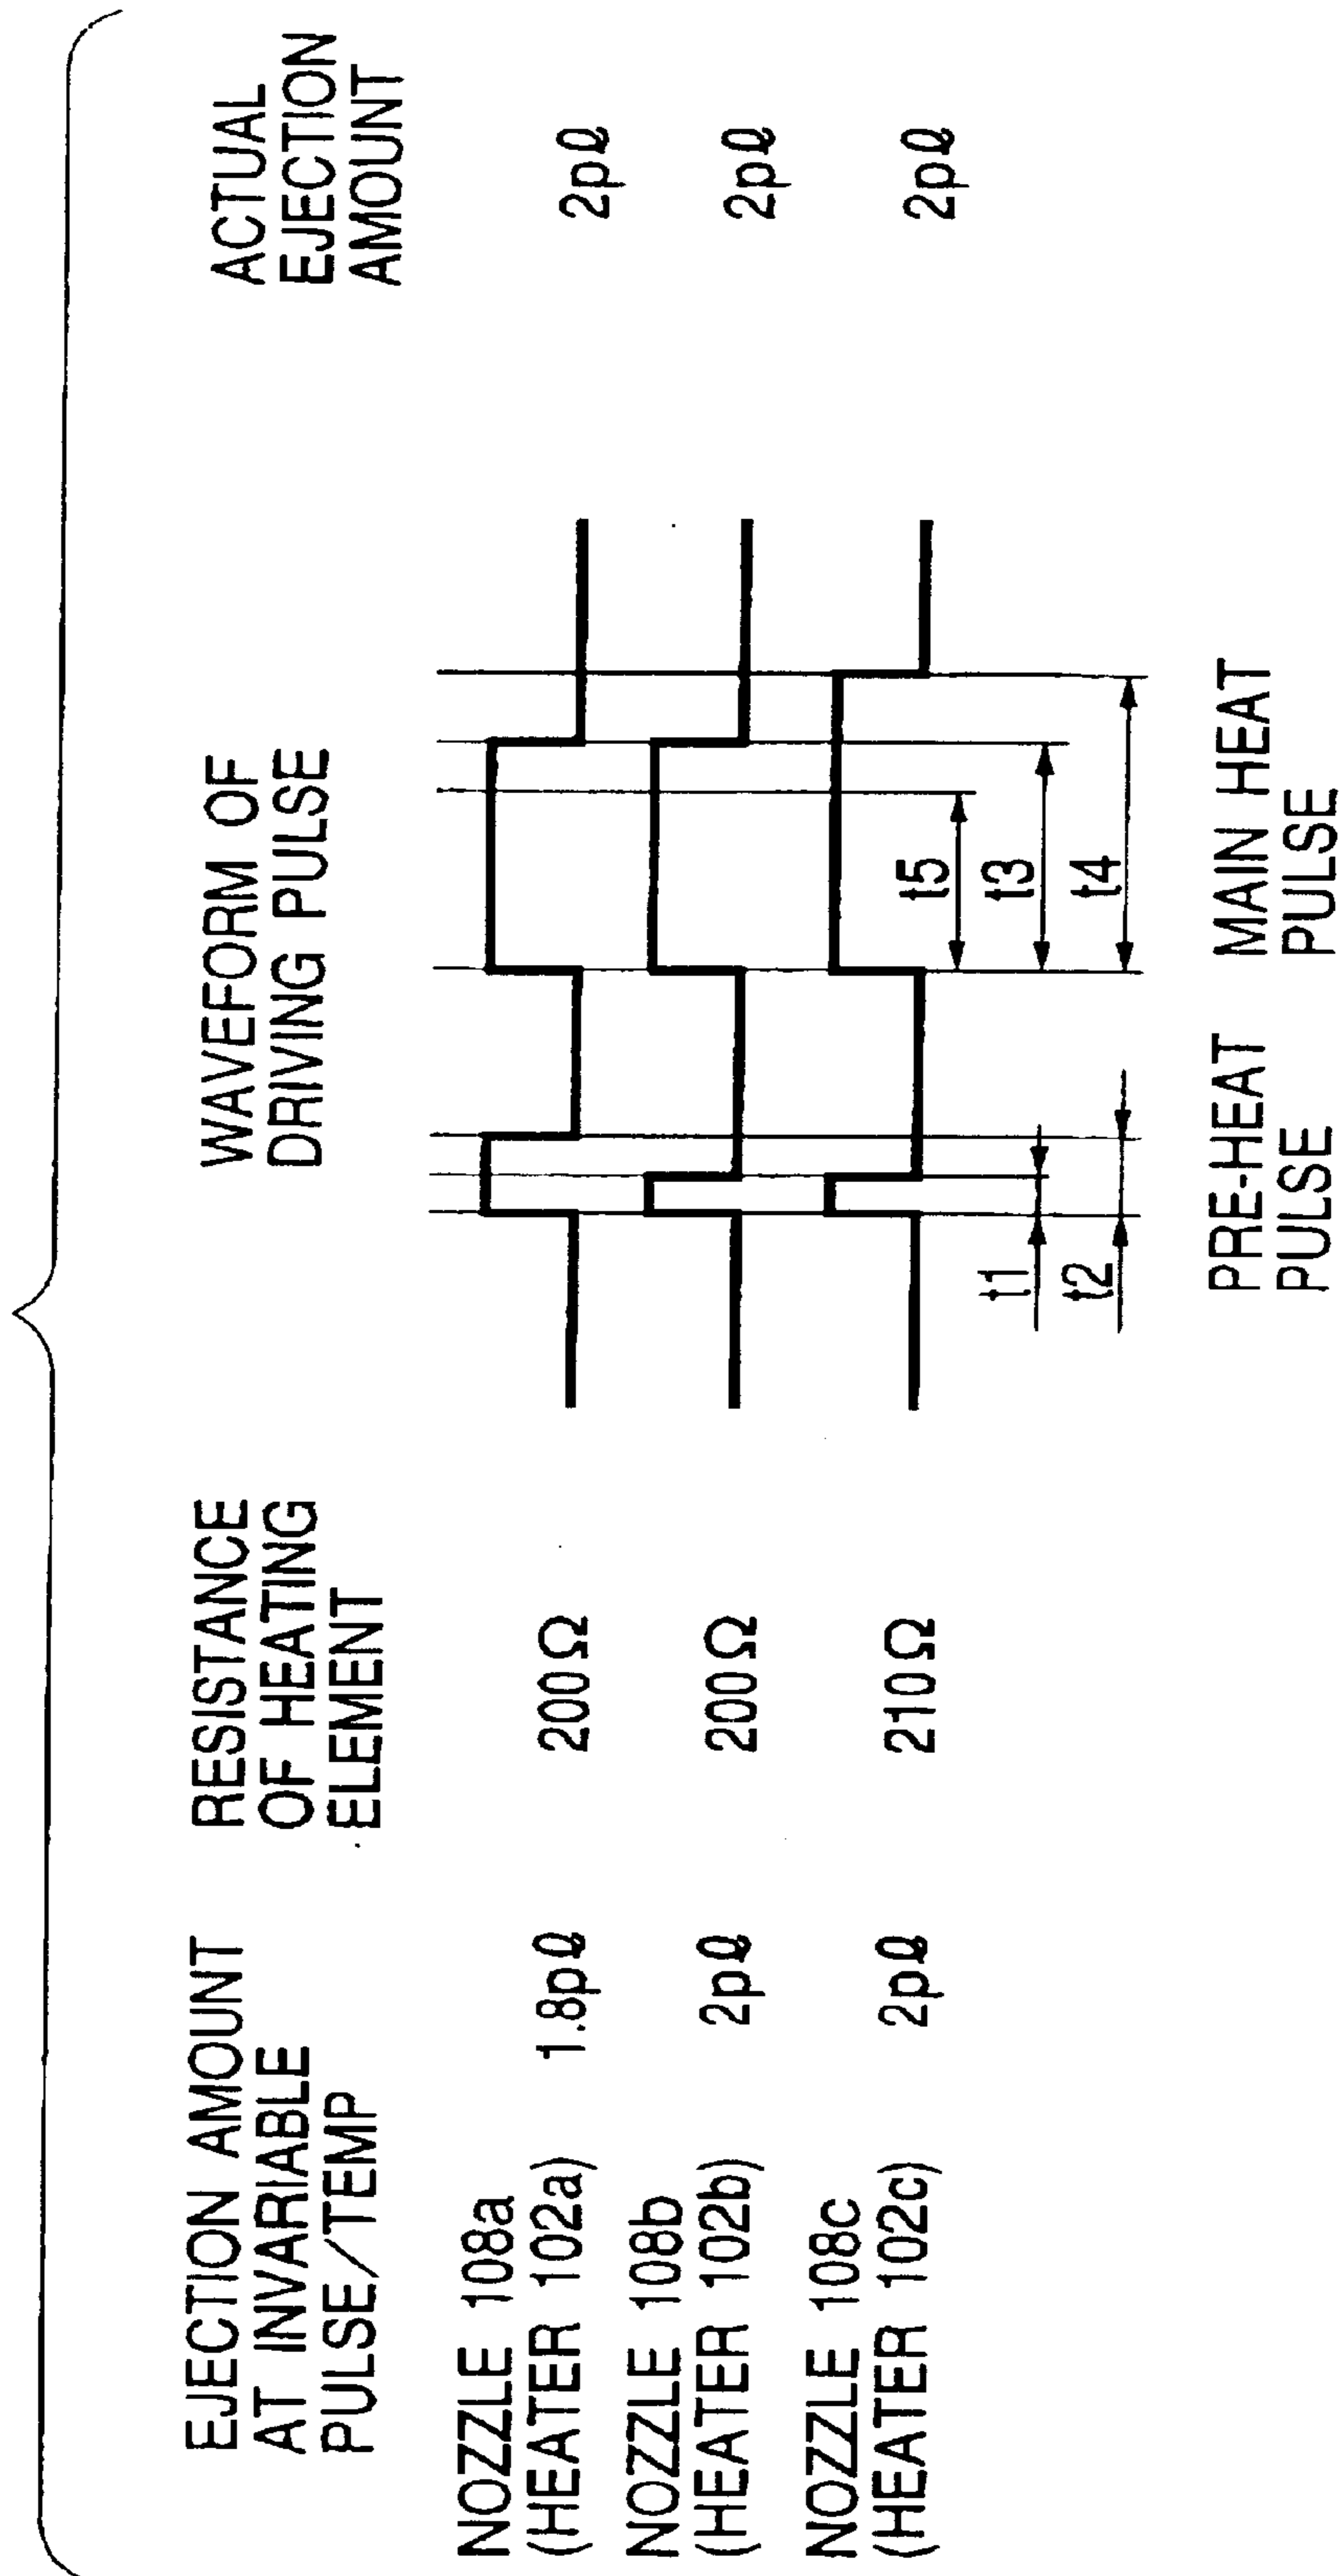 EJECTION AMOUNT
AT INVARIABLE
PULSE/TEMP
RESISTANCE
OF HEATING
ELEMENT
WAVEFORM OF
DRIVING PULSE
ACTUAL
EJECTION
AMOUNT
NOZZLE 108a
(HEATER 102a)
1.8pℓ
200Ω
2pℓ
NOZZLE 108b
(HEATER 102b)
2pℓ
200Ω
2pℓ
NOZZLE 108c
(HEATER 102c)
2pℓ
210Ω
2pℓ
t5
t1
t3
t2
t4
PRE-HEAT
PULSE
MAIN HEAT
PULSE